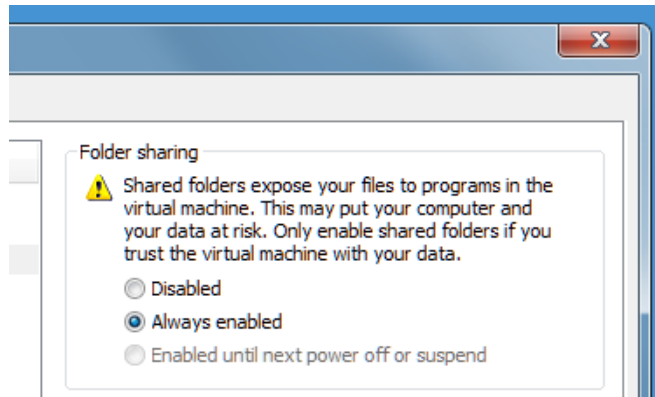 Folder sharing
Shared folders expose your files to programs in the
virtual machine. This may put your computer and
your data at risk. Only enable shared folders if you
trust the virtual machine with your data.
Disabled
Always enabled
Enabled until next power off or suspend